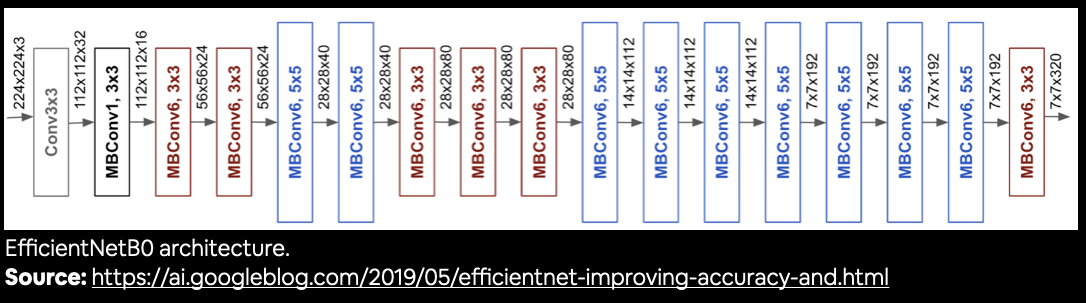 224x224x3
Conv3x3
112x112x32
MBConv1, 3x3
112x112x16
MBConv6, 3x3
56x56x24
MBConv6, 3x3
56x56x24
MBConv6, 5x5
28x28x40
MBConv6, 5x5
28x28x40
MBConv6, 3x3
28x28x80
MBConv6, 3x3
28x28x80
MBConv6, 3x3
28x28x80
MBConv6, 5x5
14x14x112
MBConv6, 5x5
14x14x112
MBConv6, 5x5
14x14x112
MBConv6, 5x5
7x7x192
MBConv6, 5x5
7x7x192
MBConv6, 5x5
7x7x192
MBConv6, 5x5
7x7x192
MBConv6, 3x3
7x7x320
EfficientNetB0 architecture.
Source: https://ai.googleblog.com/2019/05/efficientnet-improving-accuracy-and.html